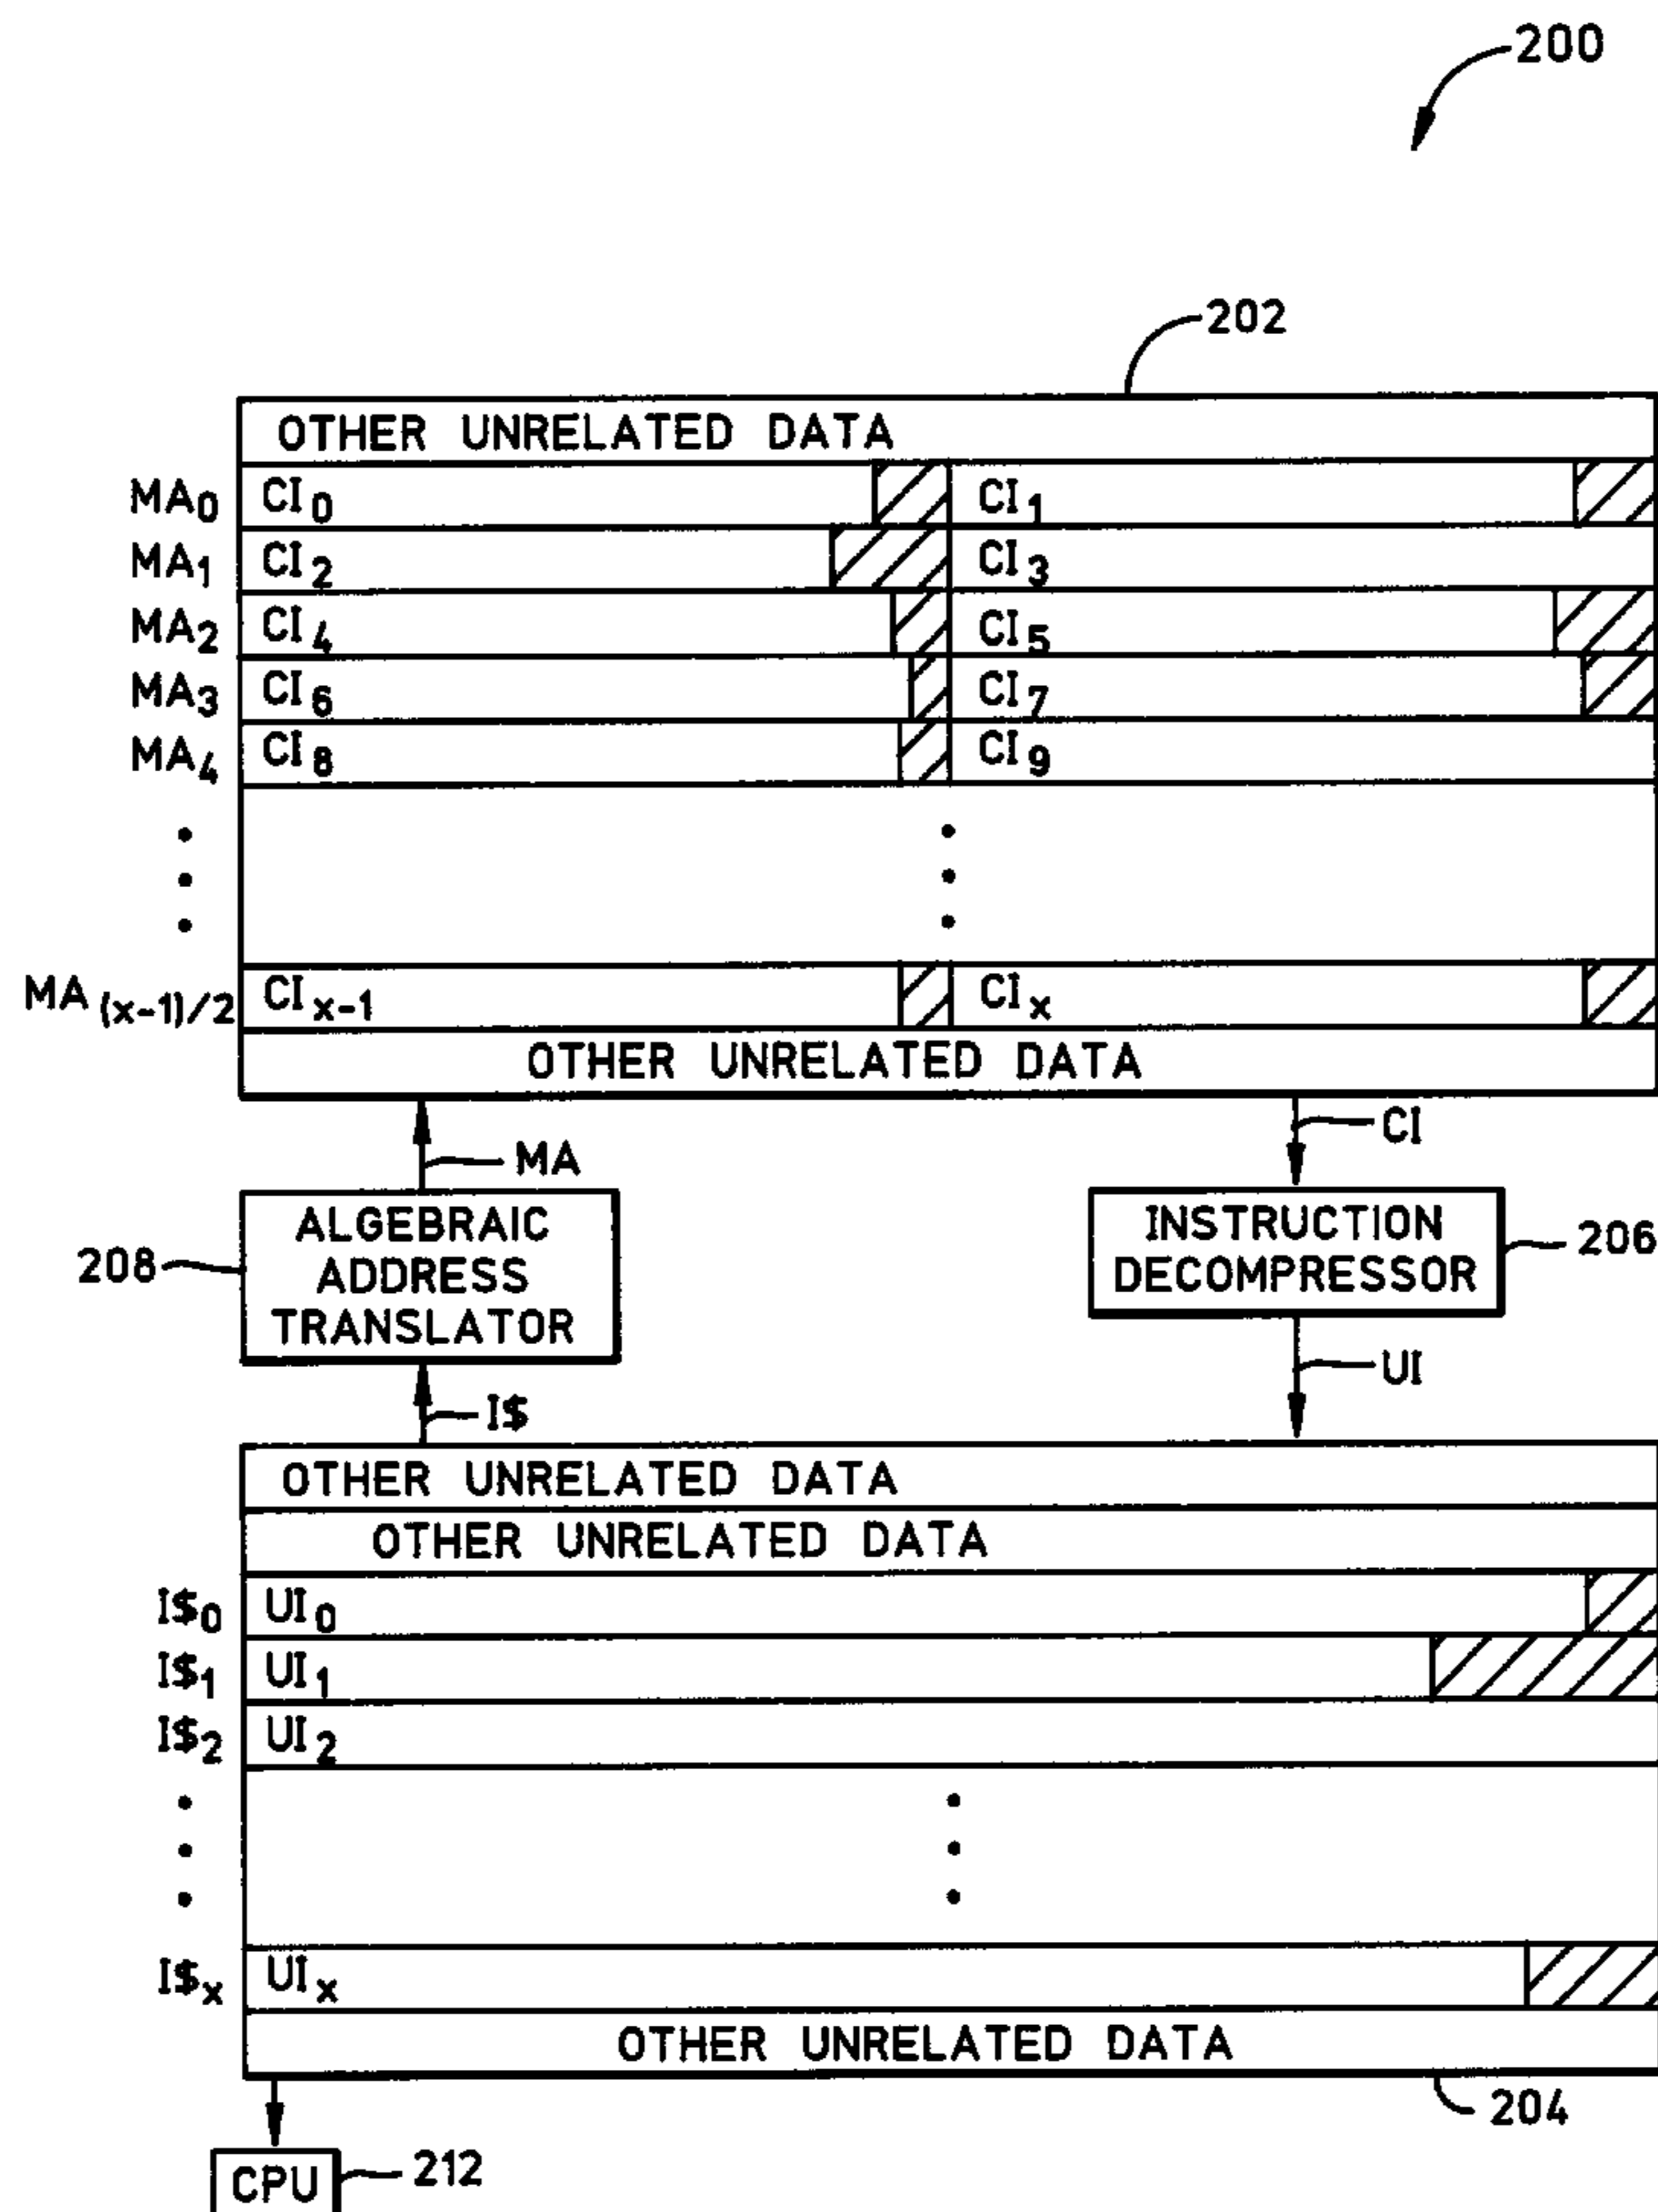 200
202
OTHER UNRELATED DATA
MA0 CI0 CI1
MA1 CI2 CI3
MA2 CI4 CI5
MA3 CI6 CI7
MA4 CI8 CI9
MA(x-1)/2 CIx-1 CIx
OTHER UNRELATED DATA
MA
CI
208
ALGEBRAIC
ADDRESS
TRANSLATOR
INSTRUCTION
DECOMPRESSOR
206
I$
UI
OTHER UNRELATED DATA
OTHER UNRELATED DATA
I$0 UI0
I$1 UI1
I$2 UI2
I$x UIx
OTHER UNRELATED DATA
204
CPU
212